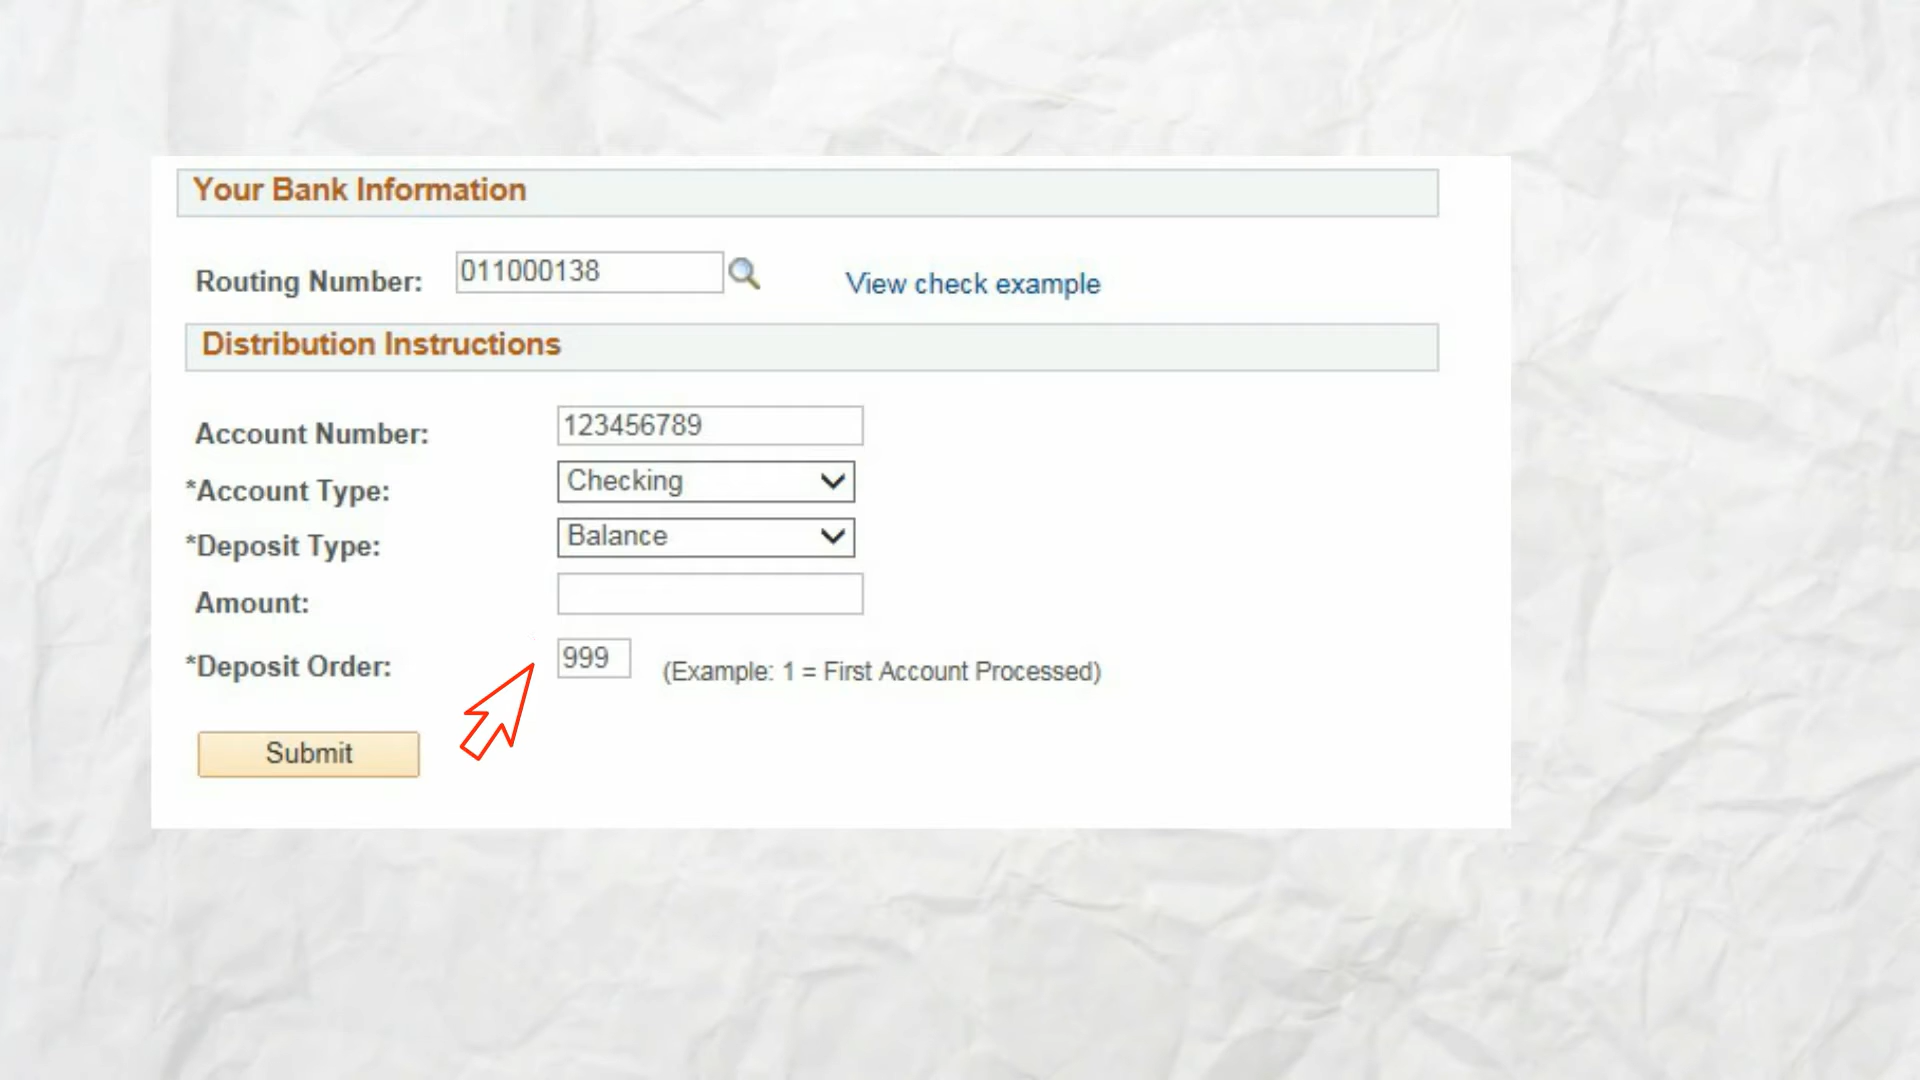 Your Bank Information
Routing Number: 011000138 View check example
Distribution Instructions
Account Number: 123456789
*Account Type: Checking
*Deposit Type: Balance
Amount:
*Deposit Order: 999 (Example: 1 = First Account Processed)
Submit